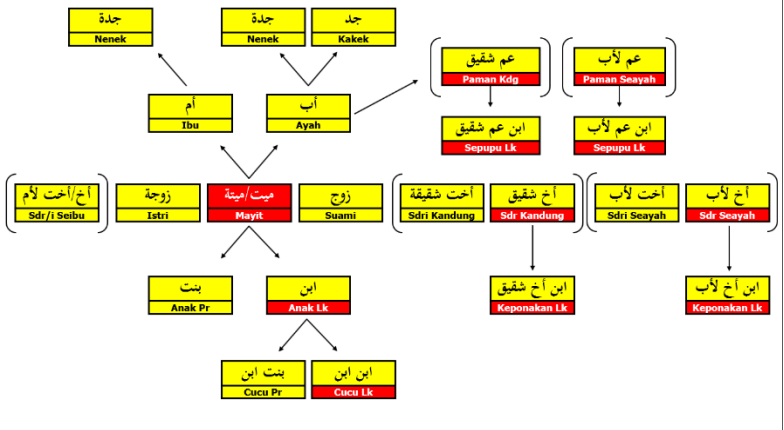 جدة
Nenek
جدة
Nenek
جد
Kakek
عم شقيق
Paman Kdg
عم لأب
Paman Seayah
أم
Ibu
أب
Ayah
ابن عم شقيق
Sepupu Lk
ابن عم لأب
Sepupu Lk
أخ/أخت لأم
Sdr/i Seibu
زوجة
Istri
ميت/ميتة
Mayit
زوج
Suami
أخت شقيقة
Sdri Kandung
أخ شقيق
Sdr Kandung
أخت لأب
Sdri Seayah
أخ لأب
Sdr Seayah
بنت
Anak Pr
ابن
Anak Lk
ابن أخ شقيق
Keponakan Lk
ابن أخ لأب
Keponakan Lk
بنت ابن
Cucu Pr
ابن ابن
Cucu Lk